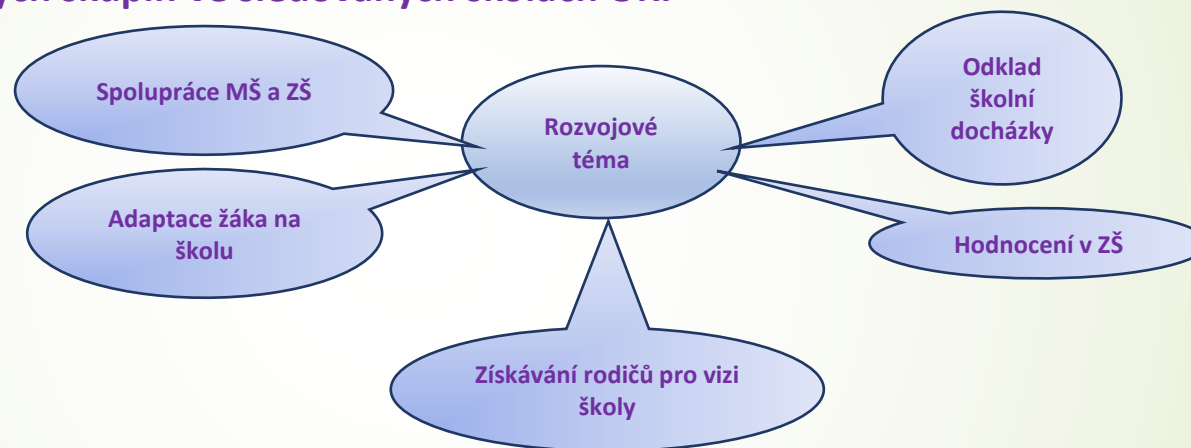 Spolupráce MŠ a ZŠ
Rozvojové
téma
Odklad
školní
docházky
Adaptace žáka na
školu
Hodnocení v ZŠ
Získávání rodičů pro vizi
školy